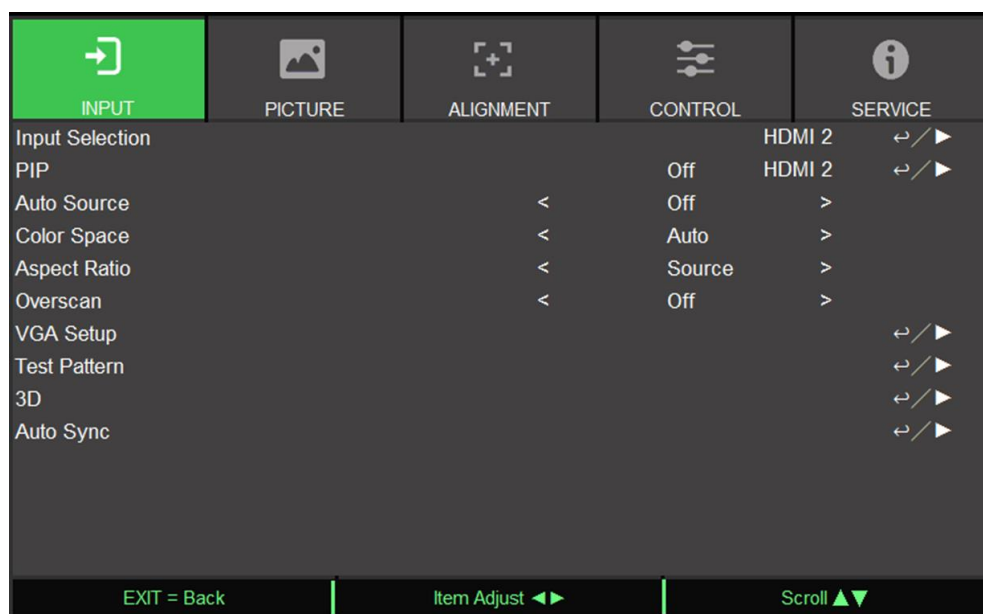 INPUT PICTURE ALIGNMENT CONTROL SERVICE
Input Selection HDMI 2 ↩/▶
PIP Off HDMI 2 ↩/▶
Auto Source < Off >
Color Space < Auto >
Aspect Ratio < Source >
Overscan < Off >
VGA Setup ↩/▶
Test Pattern ↩/▶
3D ↩/▶
Auto Sync ↩/▶
EXIT = Back Item Adjust ◀▶ Scroll ▲▼